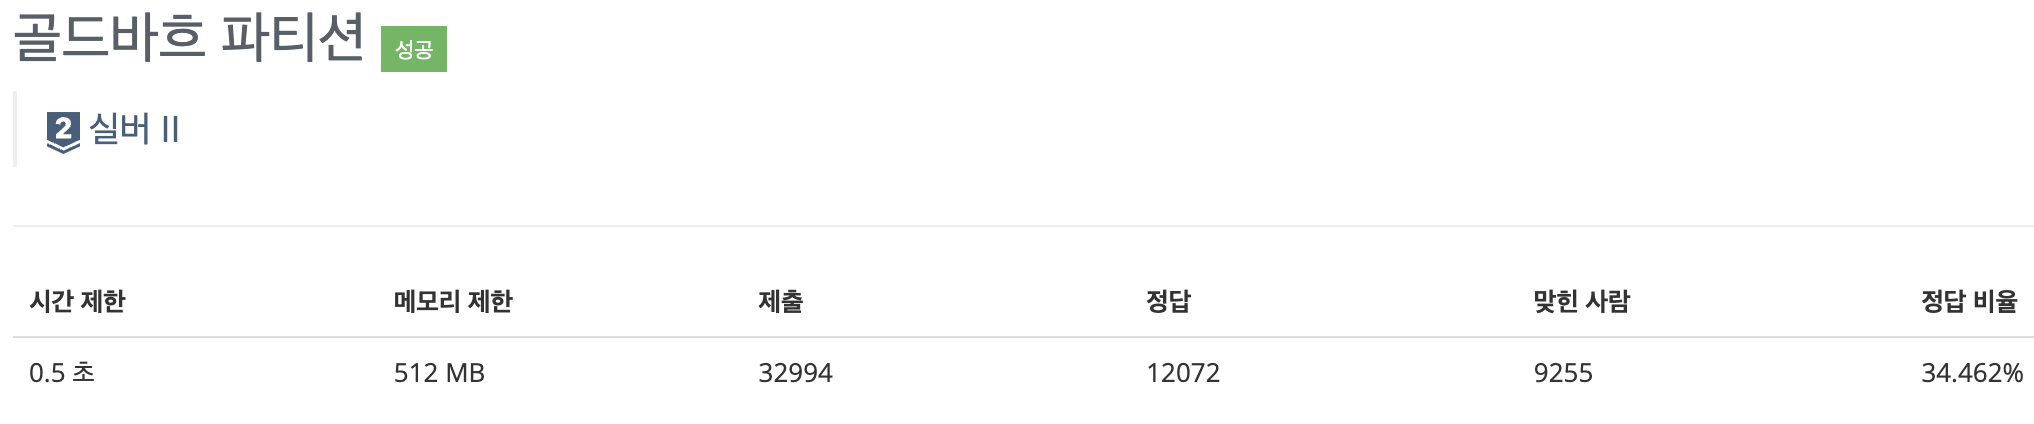 골드바흐 파티션 성공
2 실버 II
시간 제한 메모리 제한 제출 정답 맞힌 사람 정답 비율
0.5 초 512 MB 32994 12072 9255 34.462%